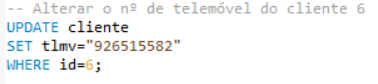 -- Alterar o nº de telemóvel do cliente 6
UPDATE cliente
SET tlmv="926515582"
WHERE id=6;